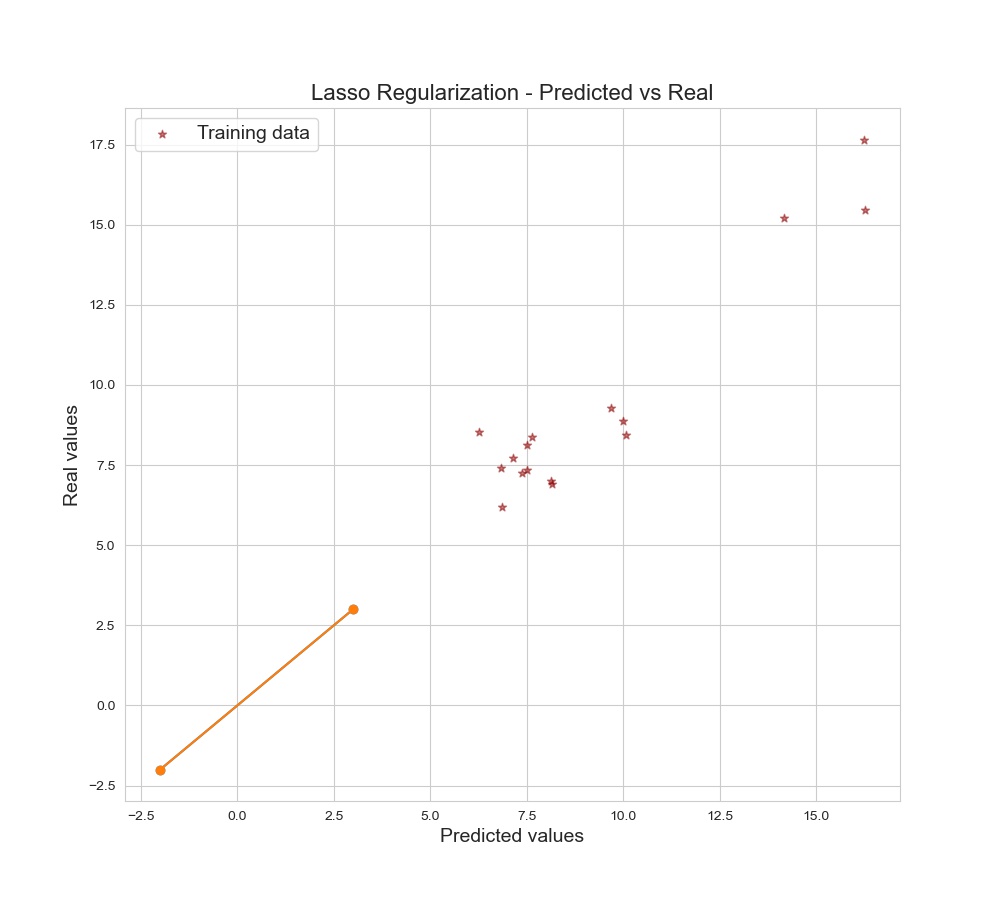 Lasso Regularization - Predicted vs Real
Training data
17.5
15.0
12.5
10.0
7.5
5.0
2.5
0.0
−2.5
Real values
−2.5 0.0 2.5 5.0 7.5 10.0 12.5 15.0
Predicted values